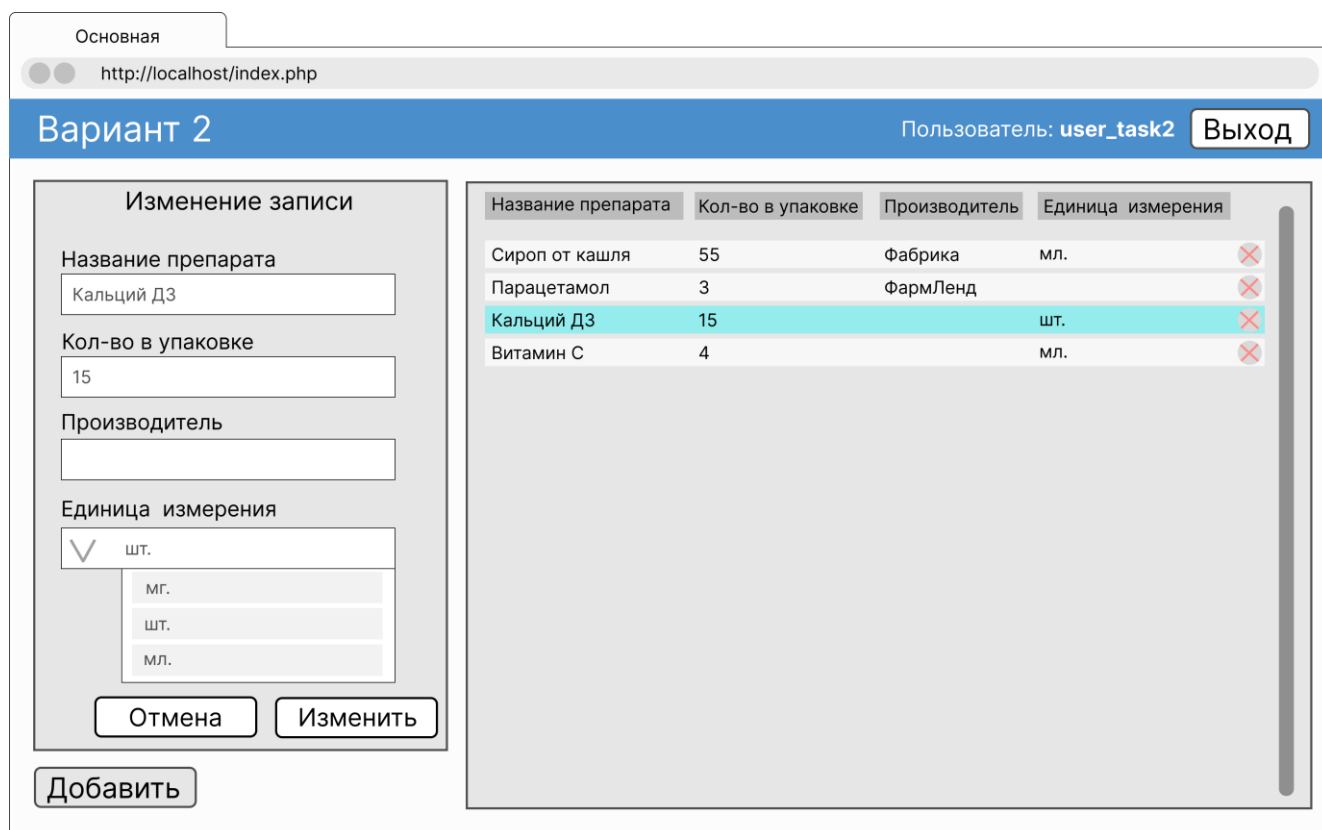 Основная
http://localhost/index.php
Вариант 2
Пользователь: user_task2
Выход
Изменение записи
Название препарата
Кальций Д3
Кол-во в упаковке
15
Производитель
Единица измерения
шт.
мг.
шт.
мл.
Отмена
Изменить
Добавить
Название препарата Кол-во в упаковке Производитель Единица измерения
Сироп от кашля 55 Фабрика мл.
Парацетамол 3 ФармЛенд
Кальций Д3 15 шт.
Витамин С 4 мл.